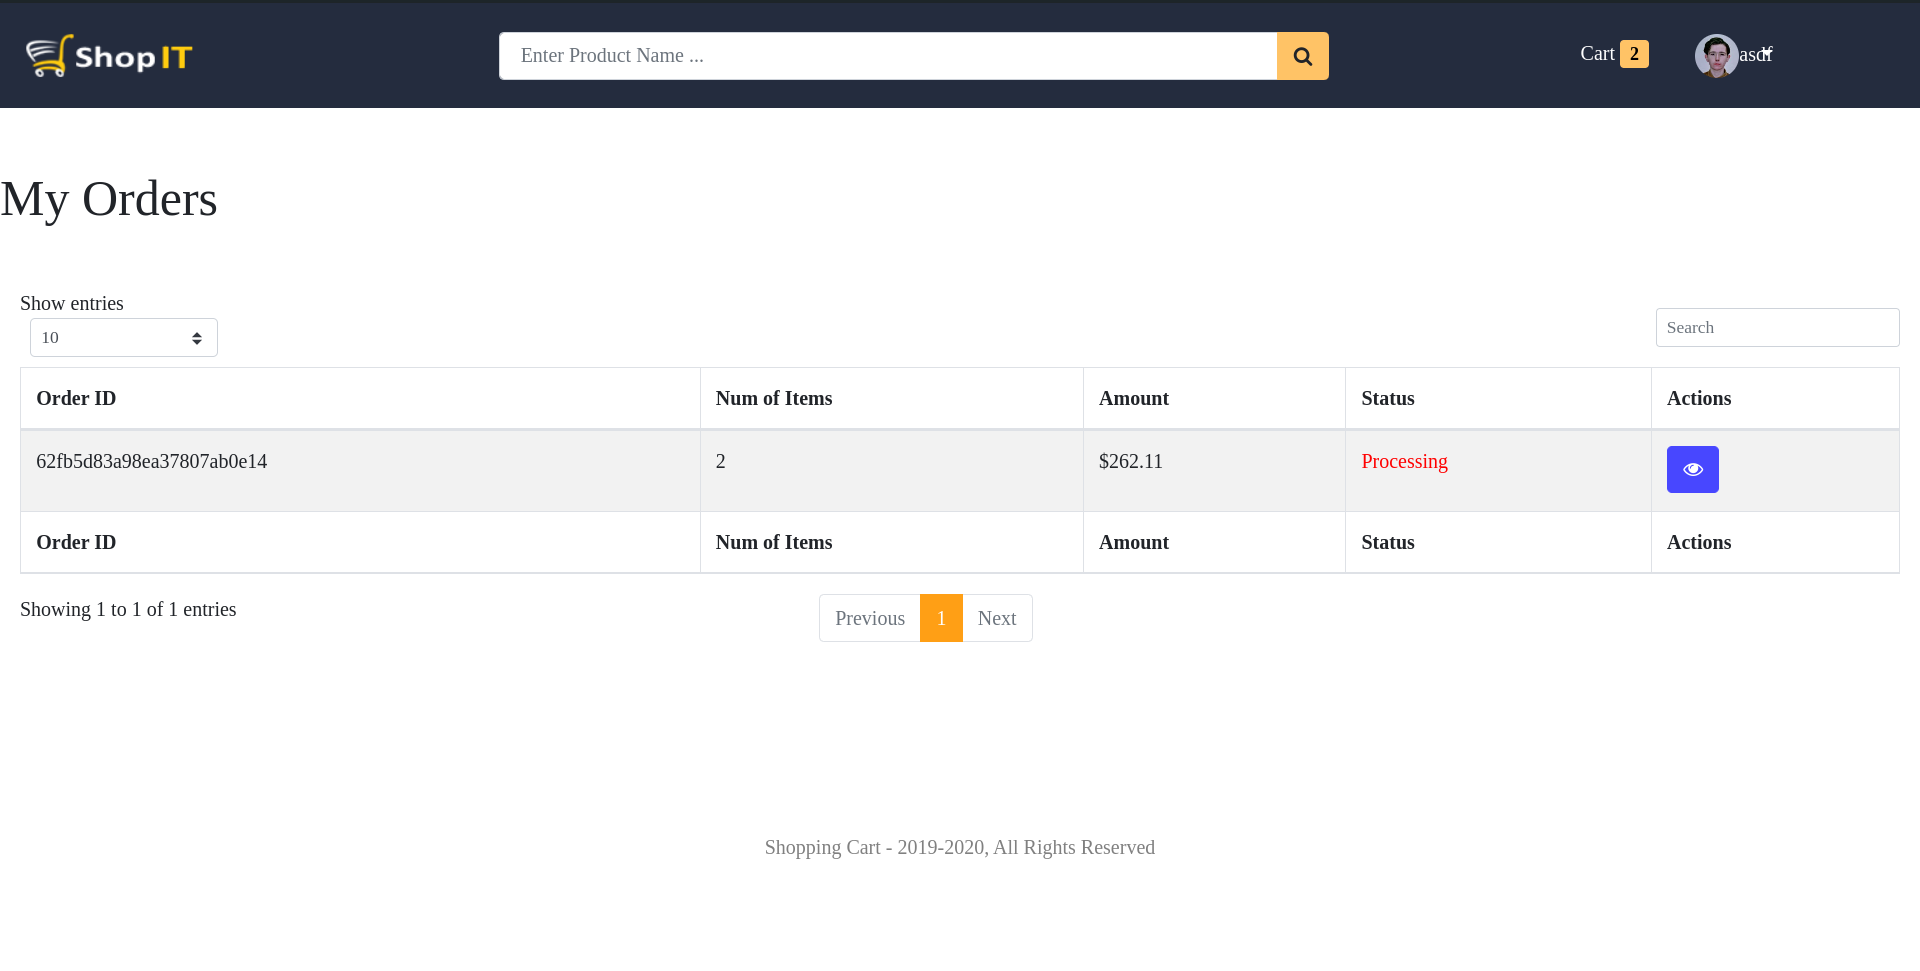 Shop IT
Enter Product Name ...
Cart 2
asdf
My Orders
Show entries
10
Search
Order ID Num of Items Amount Status Actions
62fb5d83a98ea37807ab0e14 2 $262.11 Processing
Order ID Num of Items Amount Status Actions
Showing 1 to 1 of 1 entries
Previous 1 Next
Shopping Cart - 2019-2020, All Rights Reserved